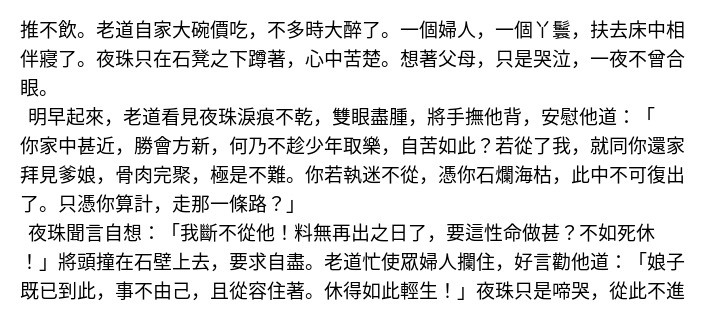 推不飲。老道自家大碗價吃，不多時大醉了。一個婦人，一個丫鬟，扶去床中相
伴寢了。夜珠只在石凳之下蹲著，心中苦楚。想著父母，只是哭泣，一夜不曾合
眼。
明早起來，老道看見夜珠淚痕不乾，雙眼盡腫，將手撫他背，安慰他道：「
你家中甚近，勝會方新，何乃不趁少年取樂，自苦如此？若從了我，就同你還家
拜見爹娘，骨肉完聚，極是不難。你若執迷不從，憑你石爛海枯，此中不可復出
了。只憑你算計，走那一條路？」
夜珠聞言自想：「我斷不從他！料無再出之日了，要這性命做甚？不如死休
！」將頭撞在石壁上去，要求自盡。老道忙使眾婦人攔住，好言勸他道：「娘子
既已到此，事不由己，且從容住著。休得如此輕生！」夜珠只是啼哭，從此不進